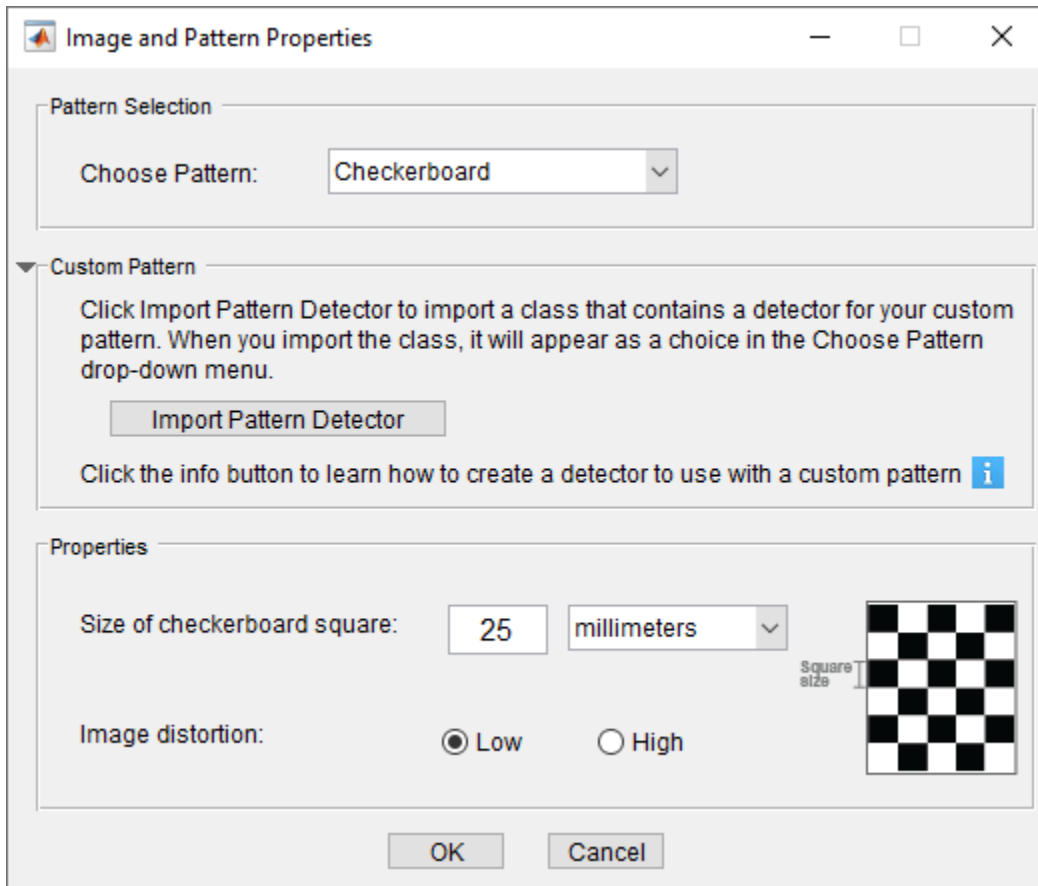 Image and Pattern Properties
Pattern Selection
Choose Pattern:
Checkerboard
Custom Pattern
Click Import Pattern Detector to import a class that contains a detector for your custom
pattern. When you import the class, it will appear as a choice in the Choose Pattern
drop-down menu.
Import Pattern Detector
Click the info button to learn how to create a detector to use with a custom pattern i
Properties
Size of checkerboard square:
25
millimeters
Square
size
Image distortion:
Low
High
OK
Cancel